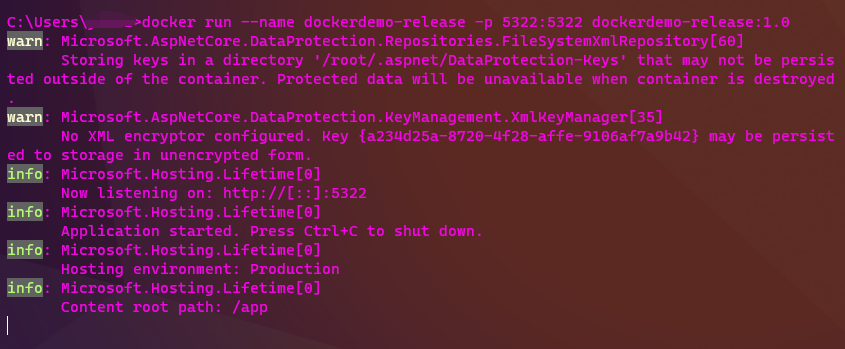 C:\Users\>docker run --name dockerdemo-release -p 5322:5322 dockerdemo-release:1.0
warn: Microsoft.AspNetCore.DataProtection.Repositories.FileSystemXmlRepository[60]
      Storing keys in a directory '/root/.aspnet/DataProtection-Keys' that may not be persis
ted outside of the container. Protected data will be unavailable when container is destroyed
.
warn: Microsoft.AspNetCore.DataProtection.KeyManagement.XmlKeyManager[35]
      No XML encryptor configured. Key {a234d25a-8720-4f28-affe-9106af7a9b42} may be persist
ed to storage in unencrypted form.
info: Microsoft.Hosting.Lifetime[0]
      Now listening on: http://[::]:5322
info: Microsoft.Hosting.Lifetime[0]
      Application started. Press Ctrl+C to shut down.
info: Microsoft.Hosting.Lifetime[0]
      Hosting environment: Production
info: Microsoft.Hosting.Lifetime[0]
      Content root path: /app